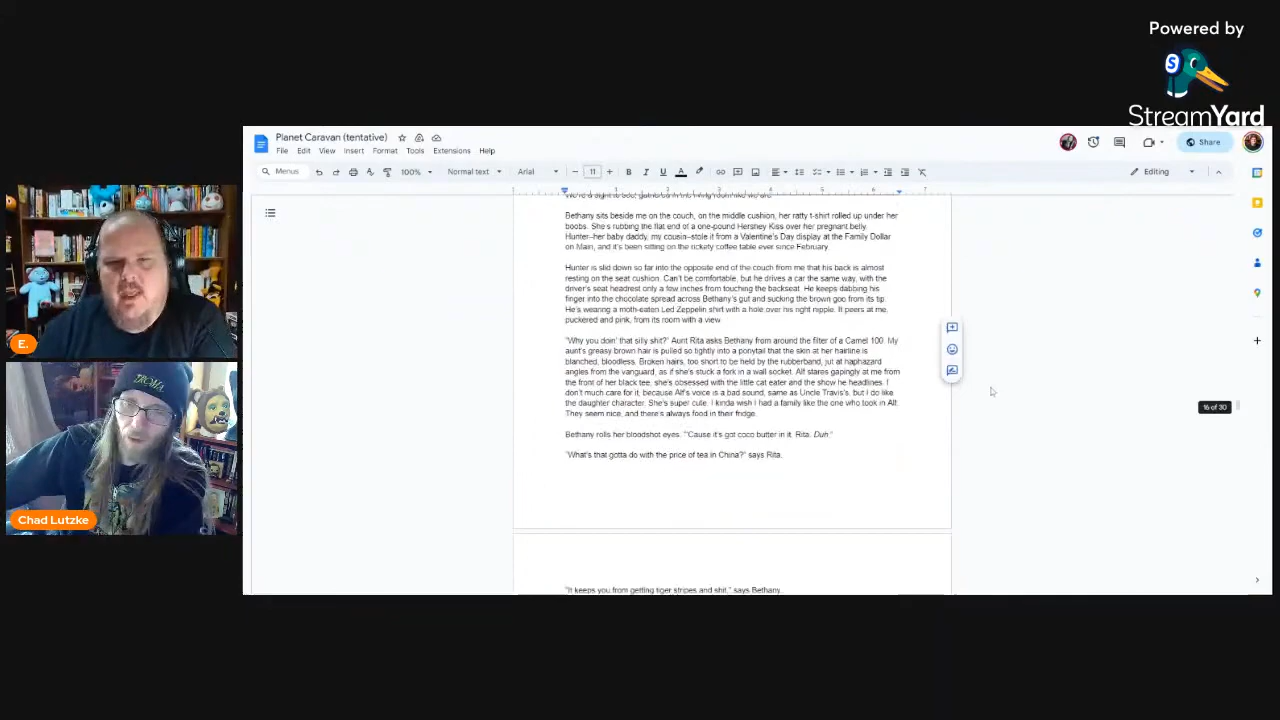 Powered by
S
StreamYard
Planet Caravan (tentative)
File Edit View Insert Format Tools Extensions Help
Share
Menus 100% Normal text Arial 11 B I U A Editing
1 1 2 3 4 5 6 7
Bethany sits beside me on the couch, on the middle cushion, her ratty t-shirt rolled up under her
boobs. She's rubbing the flat end of a one-pound Hershey Kiss over her pregnant belly.
Hunter–her baby daddy, my cousin–stole it from a Valentine's Day display at the Family Dollar
on Main, and it's been sitting on the rickety coffee table ever since February.
Hunter is slid down so far into the opposite end of the couch from me that his back is almost
resting on the seat cushion. Can't be comfortable, but he drives a car the same way, with the
driver's seat headrest only a few inches from touching the backseat. He keeps dabbing his
finger into the chocolate spread across Bethany's gut and sucking the brown goo from its tip.
He's wearing a moth-eaten Led Zeppelin shirt with a hole over his right nipple. It peers at me,
puckered and pink, from its room with a view.
"Why you doin' that silly shit?" Aunt Rita asks Bethany from around the filter of a Camel 100. My
aunt's greasy brown hair is pulled so tightly into a ponytail that the skin at her hairline is
blanched, bloodless. Broken hairs, too short to be held by the rubberband, jut at haphazard
angles from the vanguard, as if she's stuck a fork in a wall socket. Alf stares gapingly at me from
the front of her black tee, she's obsessed with the little cat eater and the show he headlines. I
don't much care for it, because Alf's voice is a bad sound, same as Uncle Travis's, but I do like
the daughter character. She's super cute. I kinda wish I had a family like the one who took in Alf.
They seem nice, and there's always food in their fridge.
Bethany rolls her bloodshot eyes. "'Cause it's got coco butter in it, Rita. Duh."
"What's that gotta do with the price of tea in China?" says Rita.
"It keeps you from getting tiger stripes and shit," says Bethany.
16 of 30
E.
TROMA
Chad Lutzke